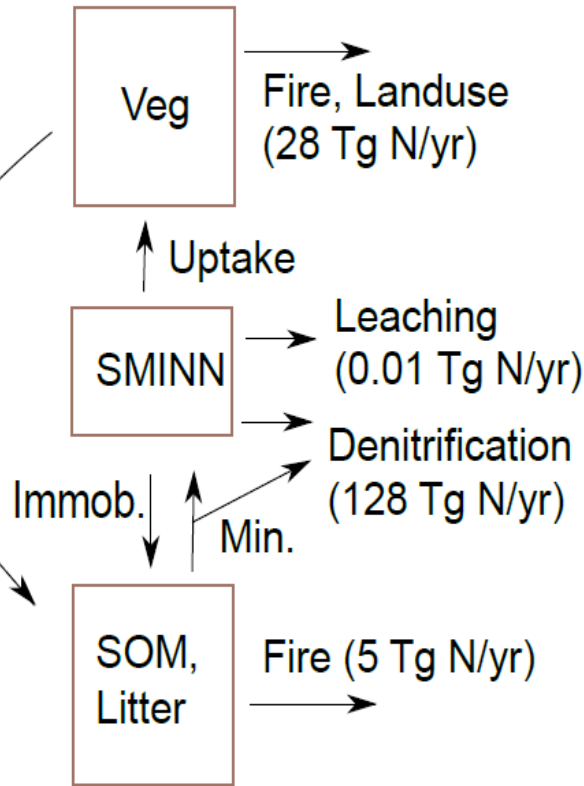 Veg
Fire, Landuse
(28 Tg N/yr)
Uptake
SMINN
Leaching
(0.01 Tg N/yr)
Denitrification
(128 Tg N/yr)
Immob.
Min.
SOM,
Litter
Fire (5 Tg N/yr)